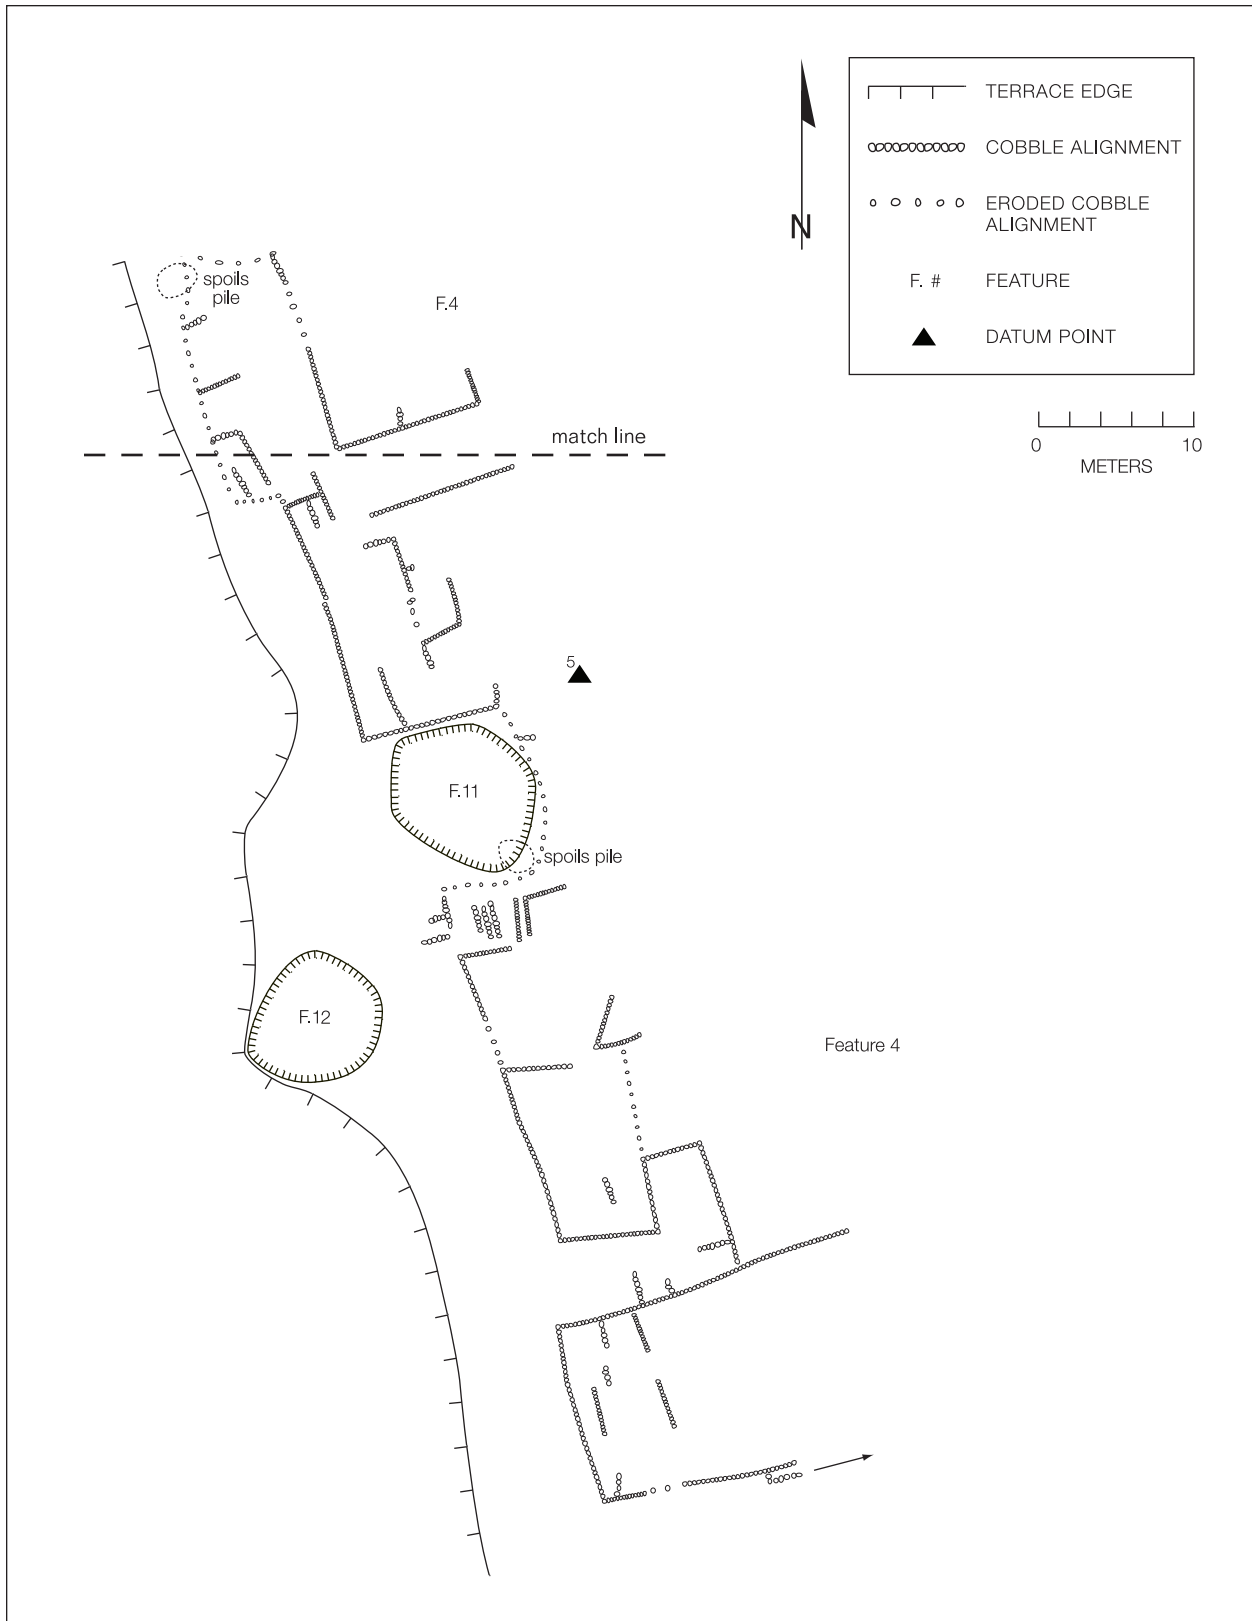 TERRACE EDGE
COBBLE ALIGNMENT
ERODED COBBLE
ALIGNMENT
F. # FEATURE
DATUM POINT
N
0 10
METERS
spoils
pile
F.4
match line
5
F.11
spoils pile
F.12
Feature 4